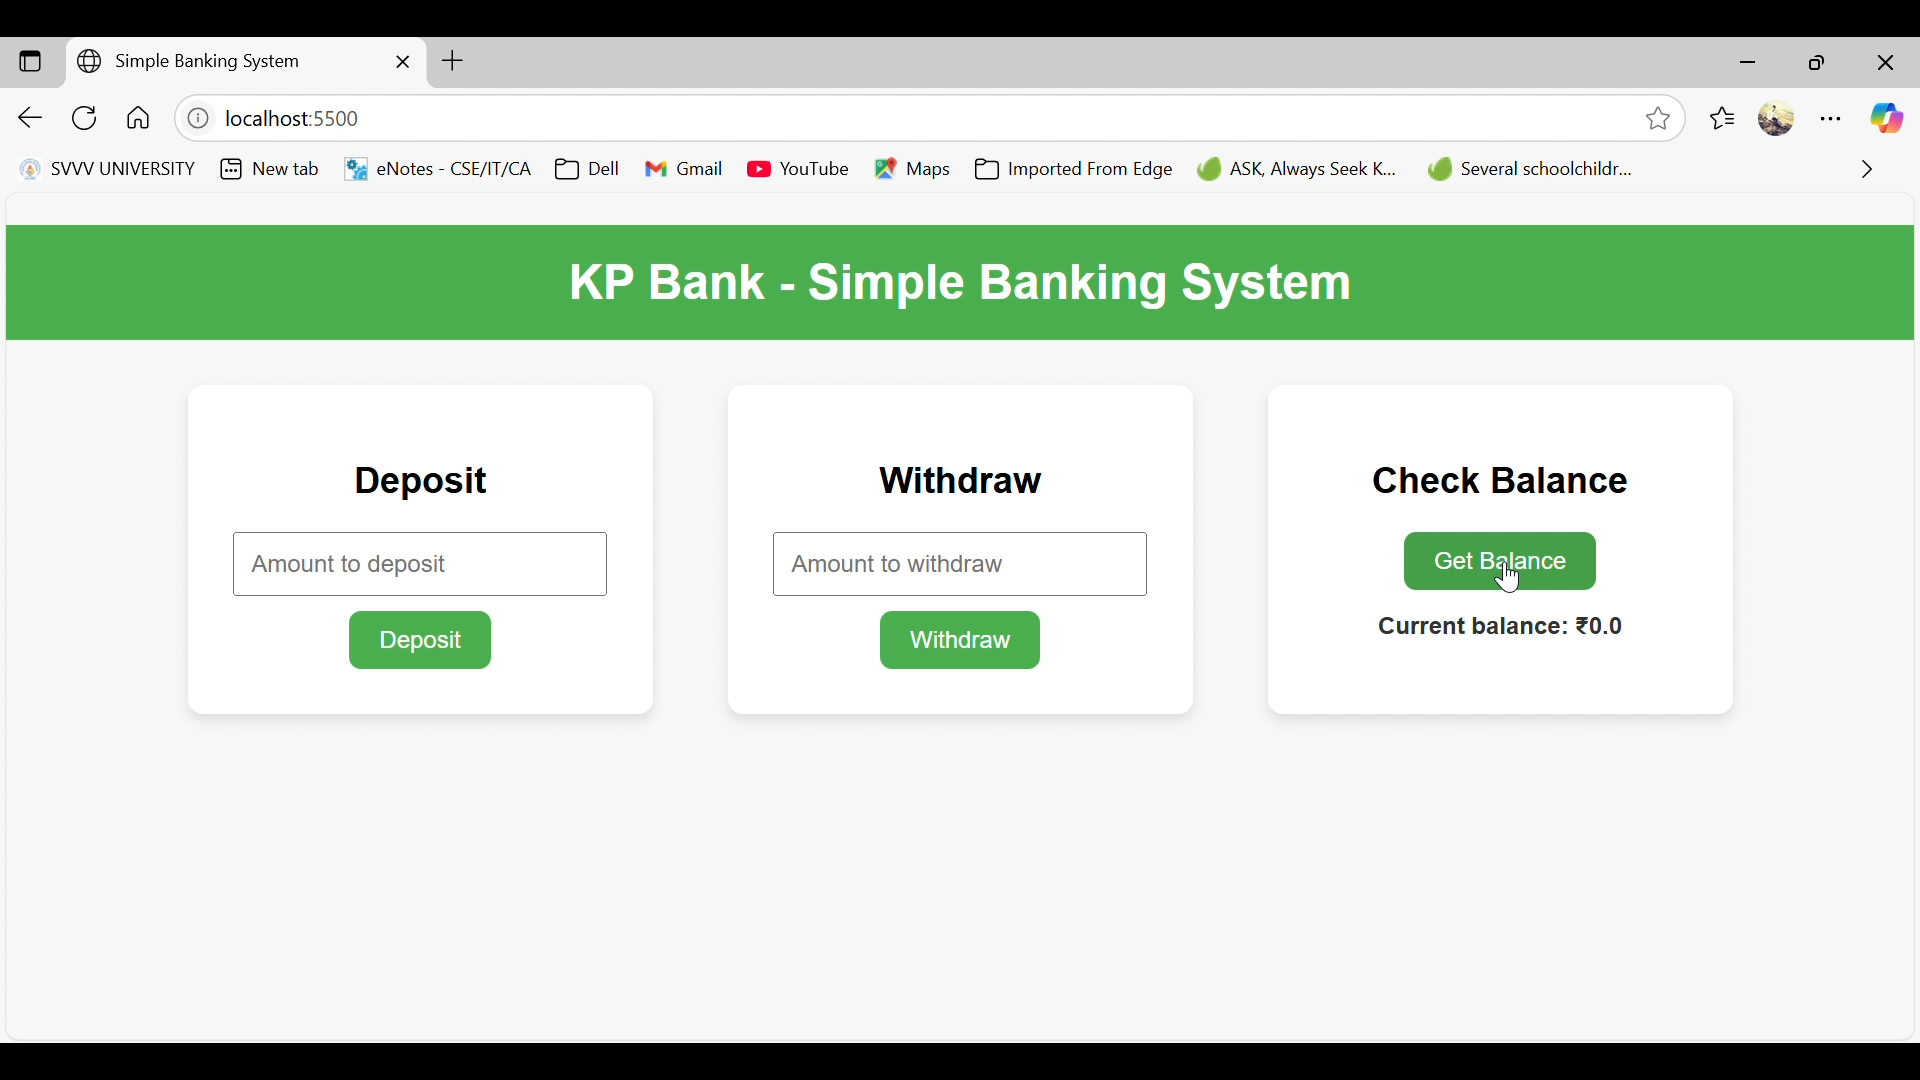 Simple Banking System
localhost:5500
SVVV UNIVERSITY New tab eNotes - CSE/IT/CA Dell Gmail YouTube Maps Imported From Edge ASK, Always Seek K... Several schoolchildr...
KP Bank - Simple Banking System
Deposit
Amount to deposit
Deposit
Withdraw
Amount to withdraw
Withdraw
Check Balance
Get Balance
Current balance: ₹0.0